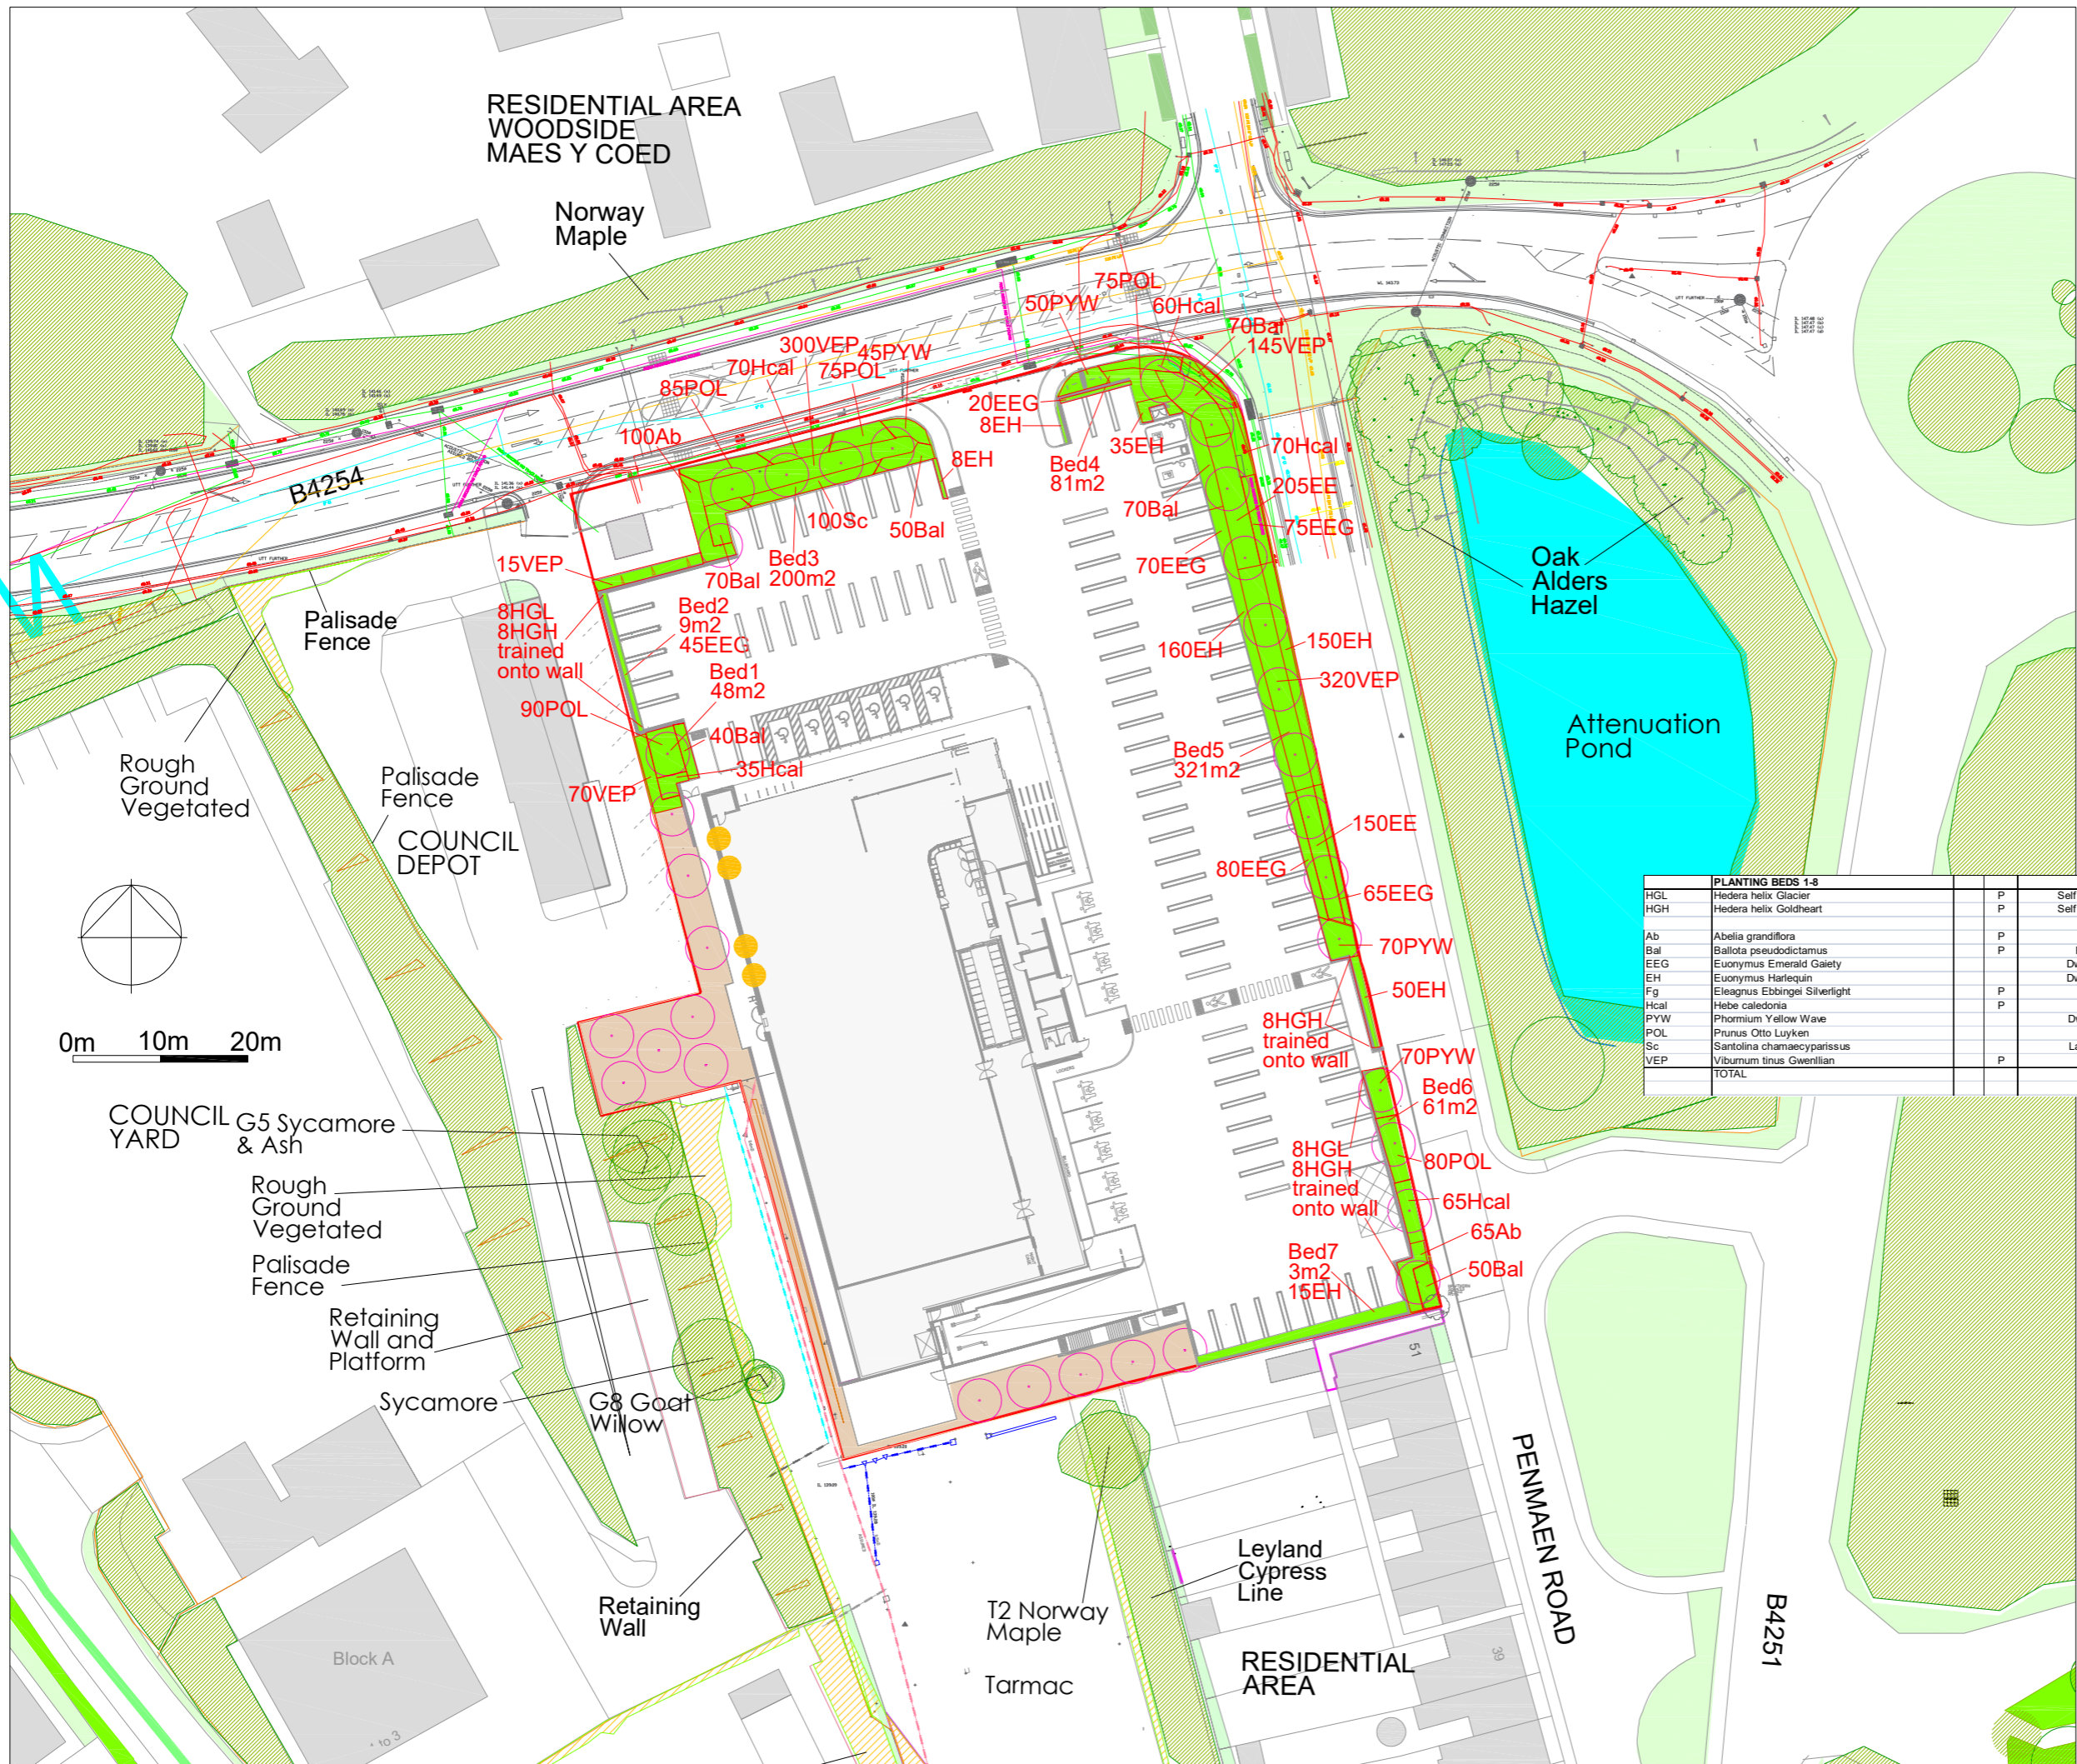 RESIDENTIAL AREA
WOODSIDE
MAES Y COED
Norway
Maple
B4254
75POL
50PYW
60Hcal
70Bal
145VEP
300VEP
45PYW
70Hcal
75POL
85POL
100Ab
20EEG
8EH
35EH
Bed4
81m2
70Hcal
8EH
205EE
75EEG
70Bal
100Sc
50Bal
70EEG
15VEP
70Bal
Bed3
200m2
Palisade
Fence
8HGL
8HGH
trained
onto wall
Bed2
9m2
45EEG
Bed1
48m2
90POL
40Bal
35Hcal
70VEP
160EH
150EH
320VEP
Bed5
321m2
150EE
80EEG
65EEG
70PYW
50EH
8HGH
trained
onto wall
70PYW
Bed6
61m2
8HGL
8HGH
trained
onto wall
80POL
65Hcal
65Ab
50Bal
Bed7
3m2
15EH
Oak
Alders
Hazel
Attenuation
Pond
Rough
Ground
Vegetated
Palisade
Fence
COUNCIL
DEPOT
0m 10m 20m
COUNCIL
YARD
G5 Sycamore
& Ash
Rough
Ground
Vegetated
Palisade
Fence
Retaining
Wall and
Platform
Sycamore
G8 Goat
Willow
Retaining
Wall
Block A
1 to 3
T2 Norway
Maple
Tarmac
Leyland
Cypress
Line
RESIDENTIAL
AREA
51
39
PENMAEN ROAD
B4251
PLANTING BEDS 1-8
HGL Hedera helix Glacier P Self
HGH Hedera helix Goldheart P Self
Ab Abelia grandiflora P
Bal Ballota pseudodictamus P
EEG Euonymus Emerald Gaiety
EH Euonymus Harlequin
Fg Eleagnus Ebbingei Silverlight P
Hcal Hebe caledonia P
PYW Phormium Yellow Wave
POL Prunus Otto Luyken
Sc Santolina chamaecyparissus
VEP Viburnum tinus Gwenllian P
TOTAL